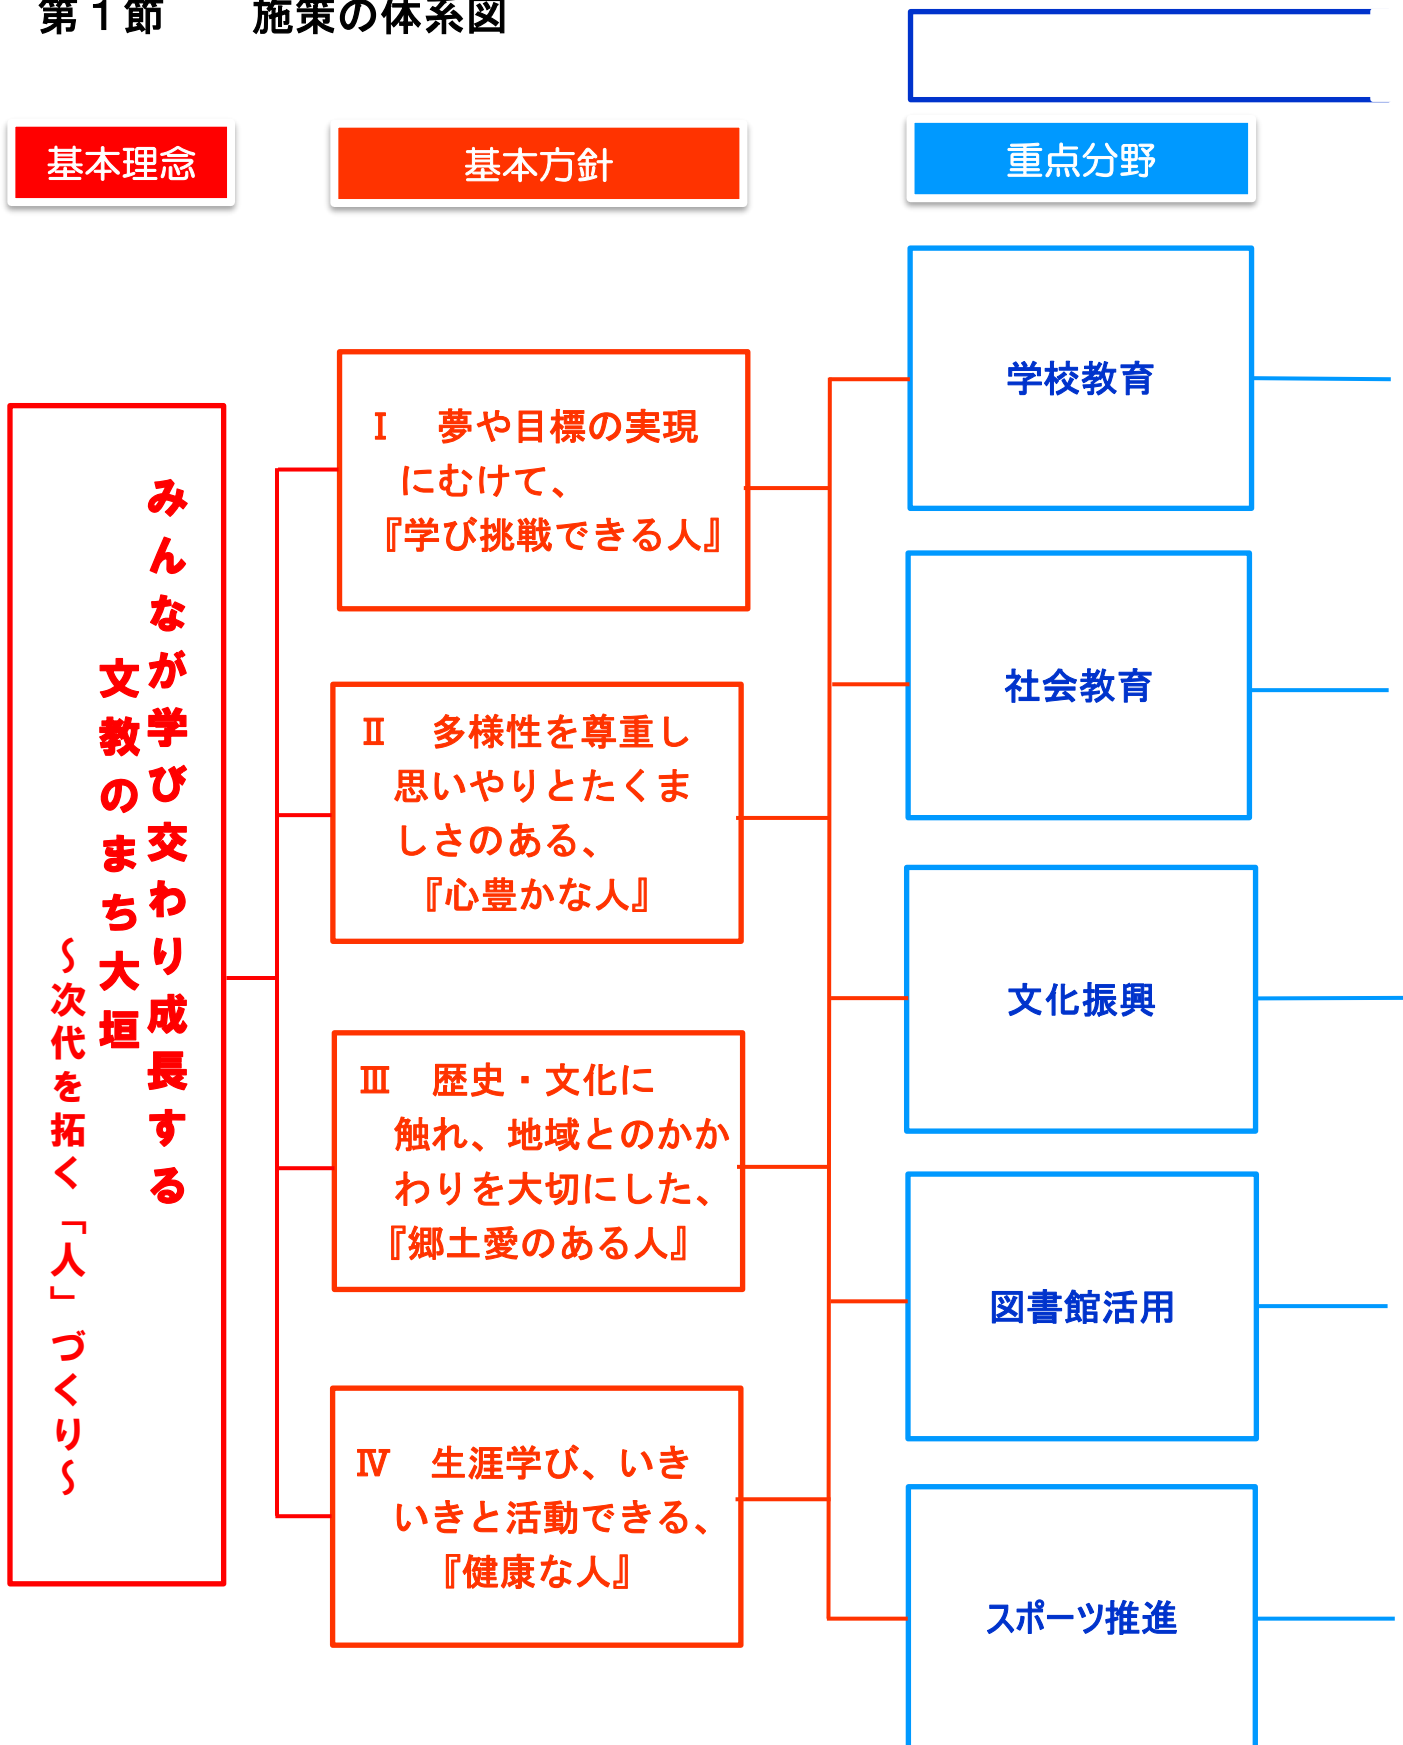 第１節　　施策の体系図
基本理念
基本方針
重点分野
みんなが学び交わり成長する
文教のまち大垣
～次代を拓く「人」づくり～
Ⅰ　夢や目標の実現
にむけて、
『学び挑戦できる人』
Ⅱ　多様性を尊重し
思いやりとたくま
しさのある、
『心豊かな人』
Ⅲ　歴史・文化に
触れ、地域とのかか
わりを大切にした、
『郷土愛のある人』
Ⅳ　生涯学び、いき
いきと活動できる、
『健康な人』
学校教育
社会教育
文化振興
図書館活用
スポーツ推進